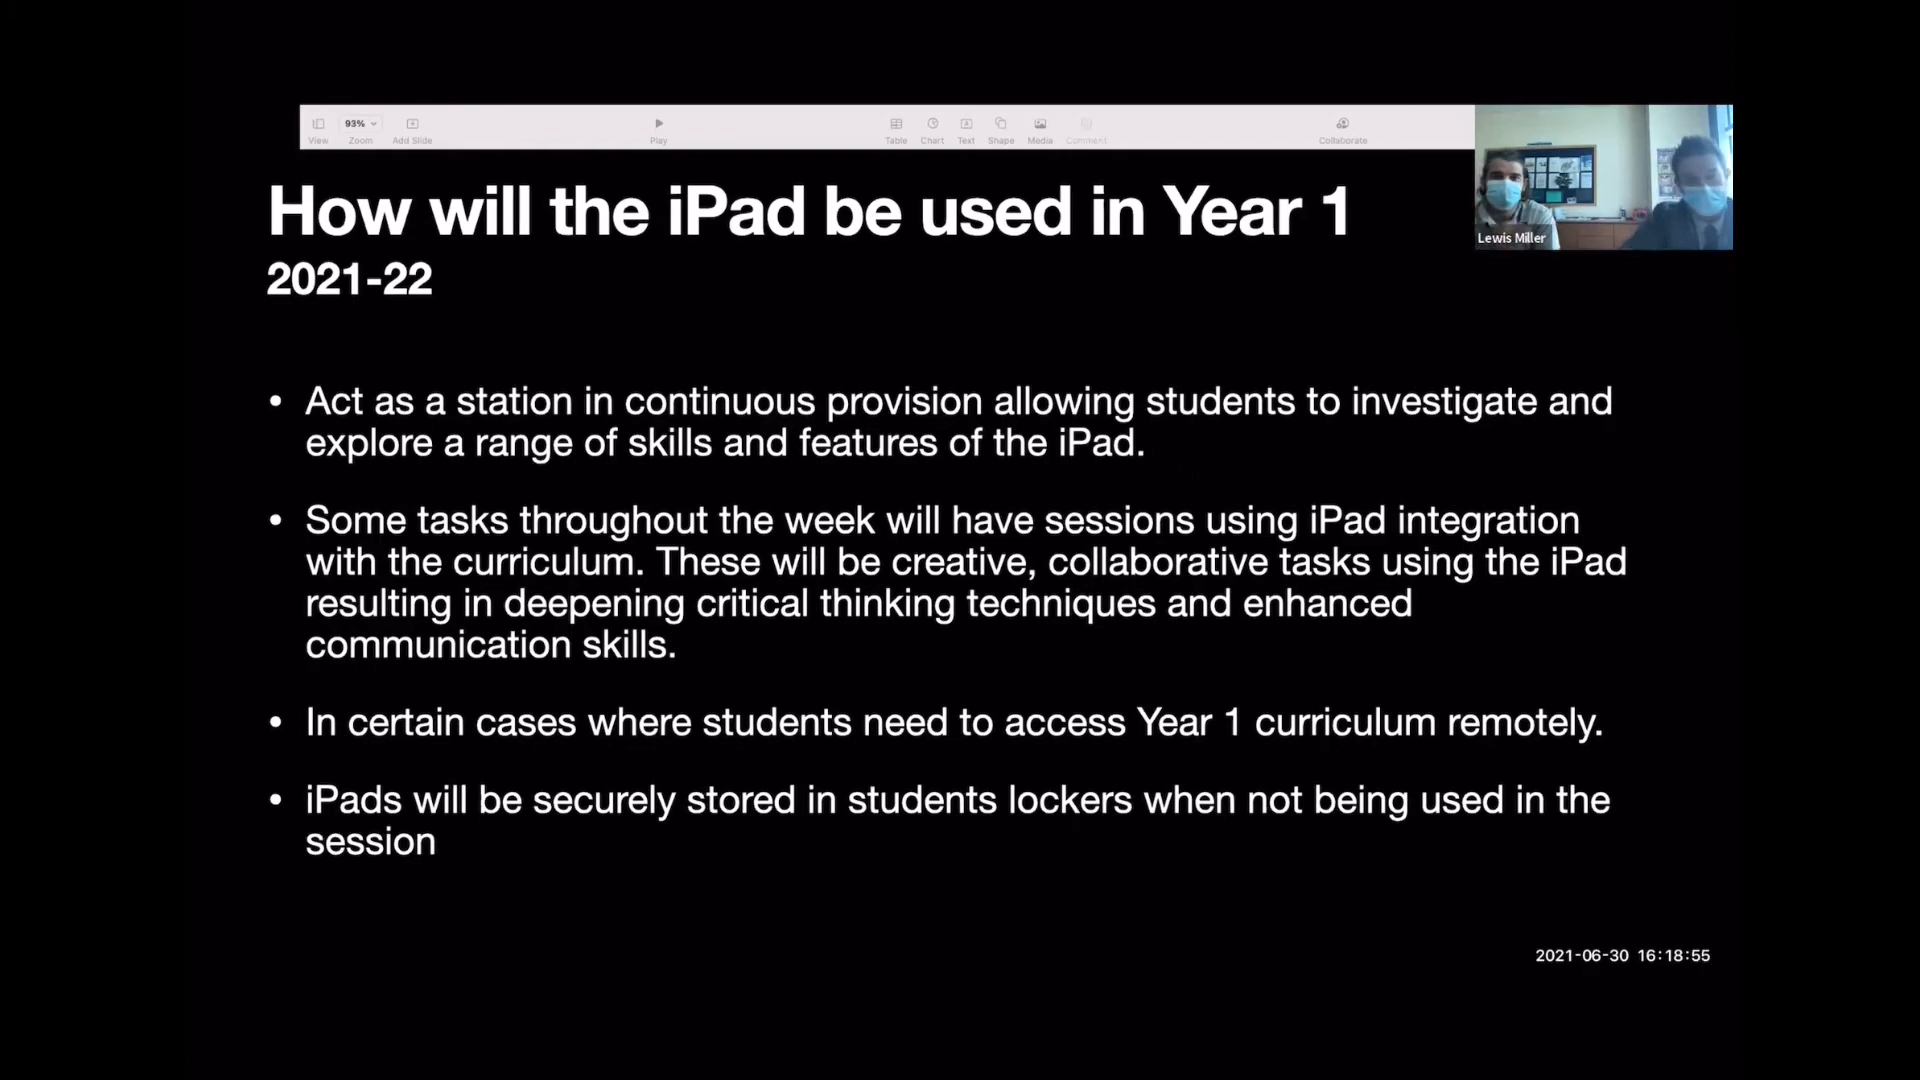 93%
View Zoom Add Slide Play Table Chart Text Shape Media Comment Collaborate
Lewis Miller
How will the iPad be used in Year 1
2021-22
• Act as a station in continuous provision allowing students to investigate and
explore a range of skills and features of the iPad.
• Some tasks throughout the week will have sessions using iPad integration
with the curriculum. These will be creative, collaborative tasks using the iPad
resulting in deepening critical thinking techniques and enhanced
communication skills.
• In certain cases where students need to access Year 1 curriculum remotely.
• iPads will be securely stored in students lockers when not being used in the
session
2021-06-30 16:18:55